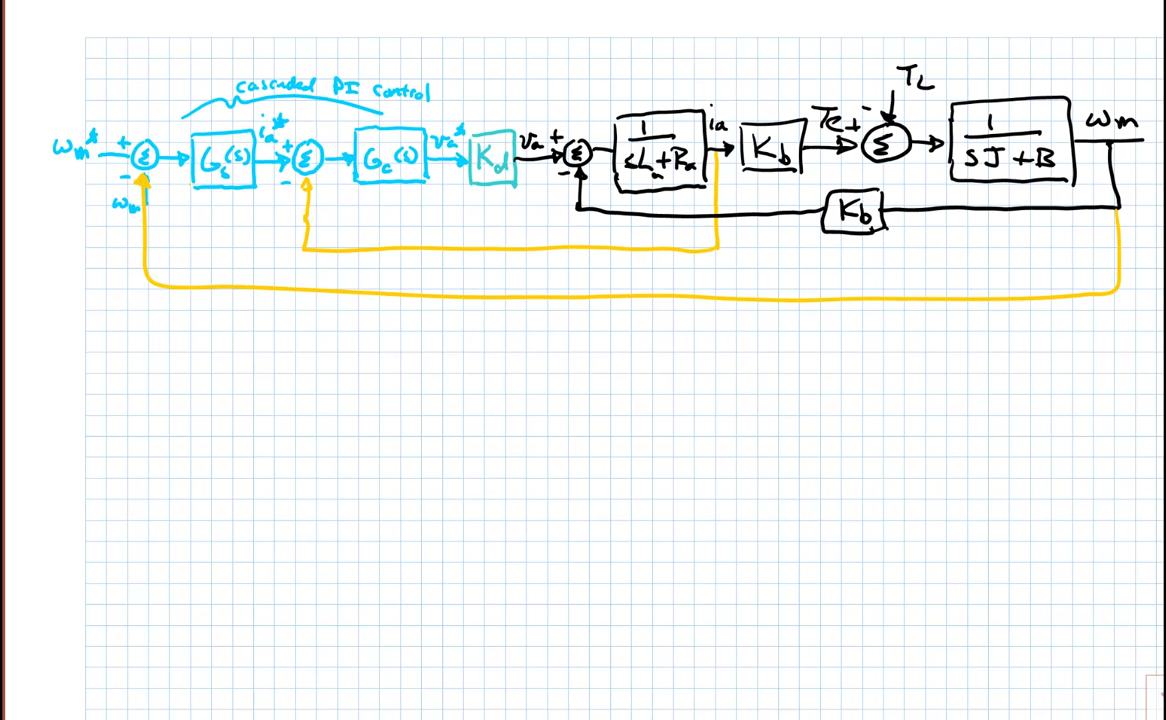 cascaded PI control
ωm* + Σ - ωm
Gs(s)
ia* + Σ -
Gc(s)
va*
Kd
va + Σ -
1
sLa + Ra
ia
Kb
Te + Σ -
TL
1
sJ + B
ωm
Kb